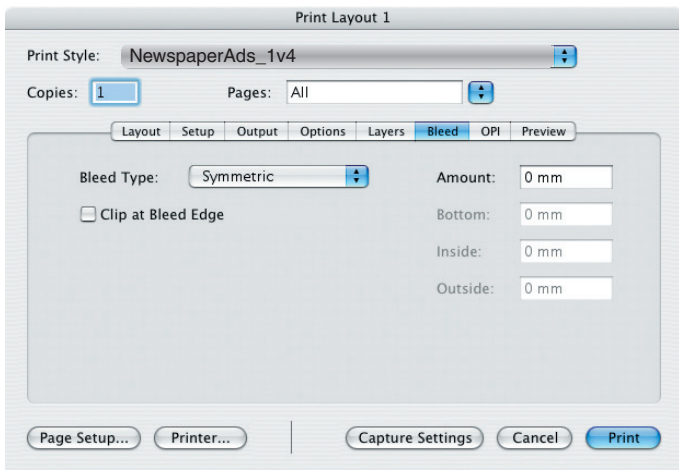 Print Layout 1
Print Style: NewspaperAds_1v4
Copies: 1 Pages: All
Layout Setup Output Options Layers Bleed OPI Preview
Bleed Type: Symmetric Amount: 0 mm
Clip at Bleed Edge Bottom: 0 mm
Inside: 0 mm
Outside: 0 mm
Page Setup... Printer... Capture Settings Cancel Print